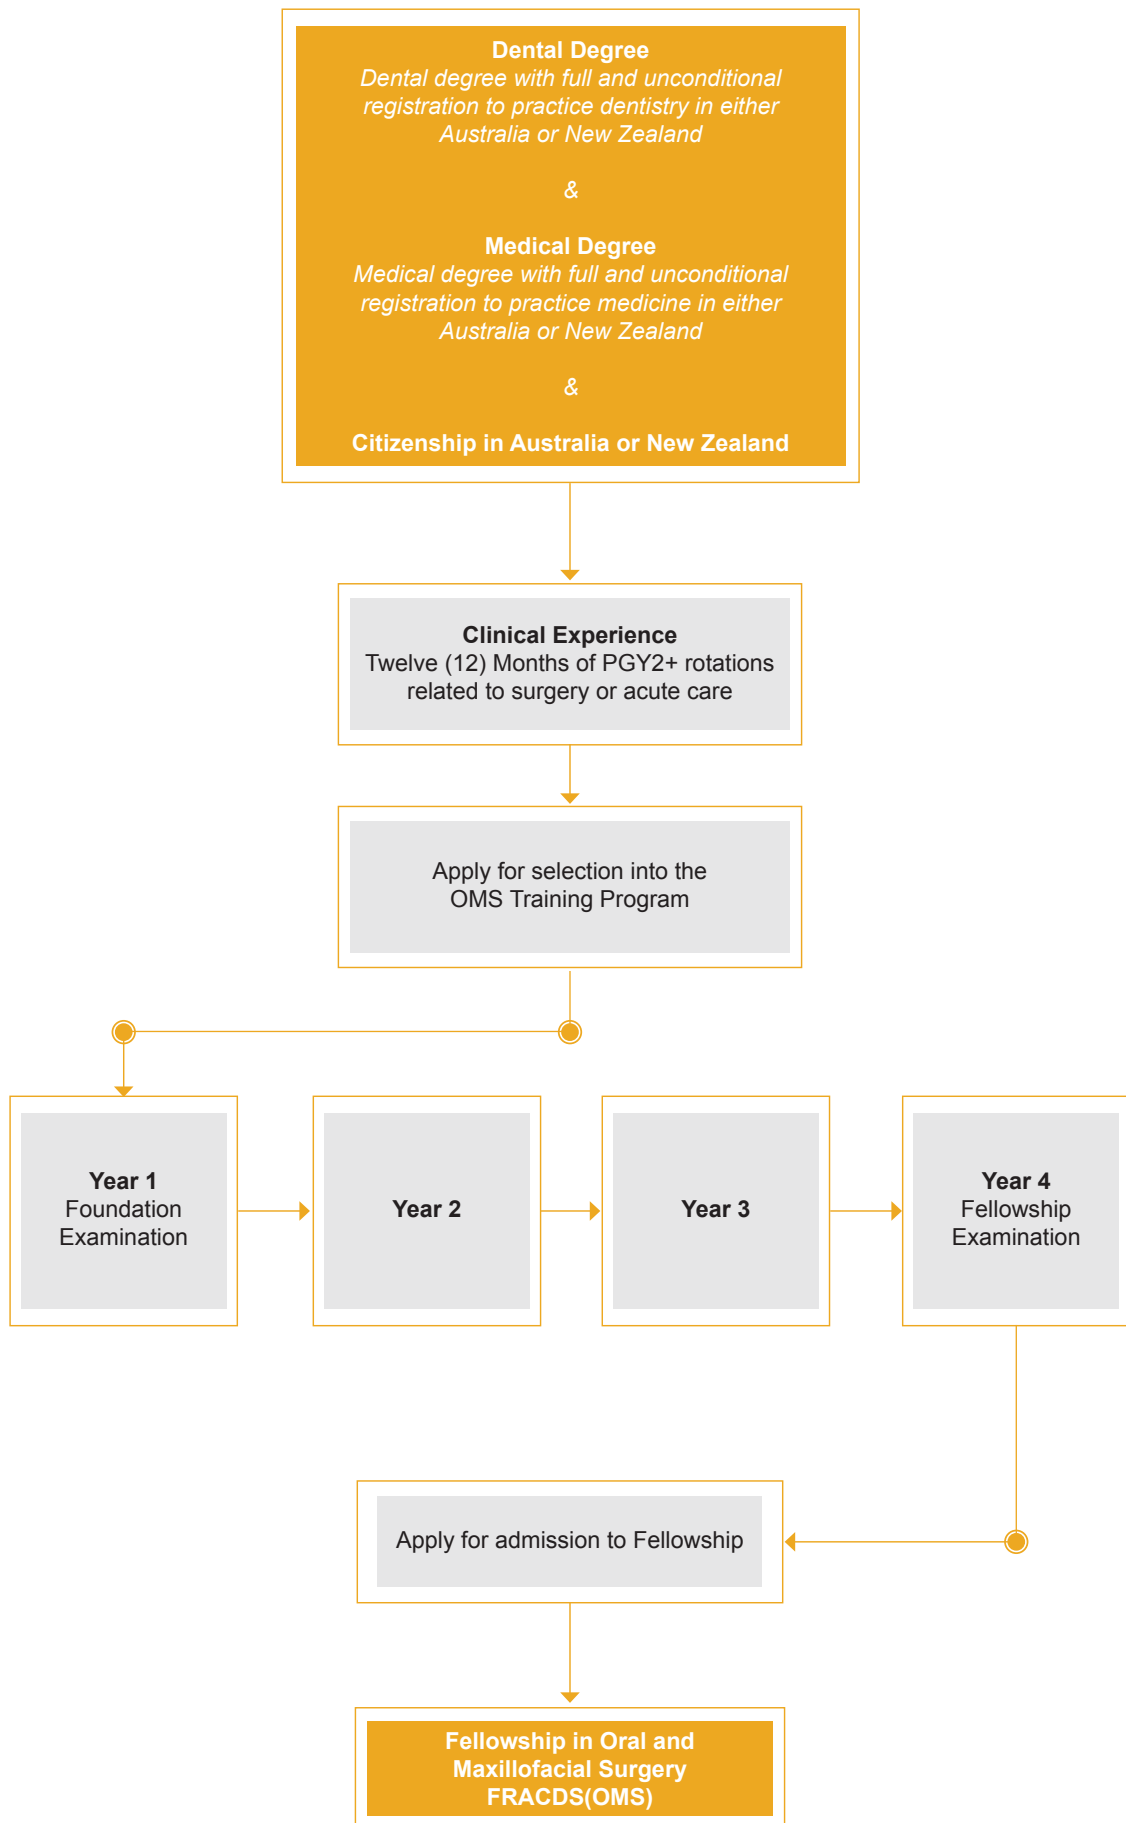 Dental Degree
Dental degree with full and unconditional
registration to practice dentistry in either
Australia or New Zealand
&
Medical Degree
Medical degree with full and unconditional
registration to practice medicine in either
Australia or New Zealand
&
Citizenship in Australia or New Zealand
Clinical Experience
Twelve (12) Months of PGY2+ rotations
related to surgery or acute care
Apply for selection into the
OMS Training Program
Year 1
Foundation
Examination
Year 2
Year 3
Year 4
Fellowship
Examination
Apply for admission to Fellowship
Fellowship in Oral and
Maxillofacial Surgery
FRACDS(OMS)